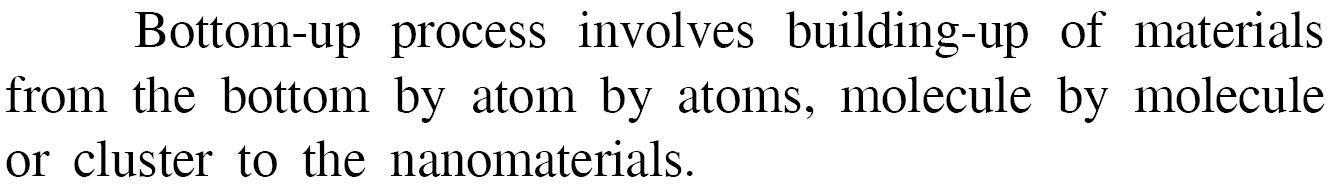 Bottom-up process involves building-up of materials
from the bottom by atom by atoms, molecule by molecule
or cluster to the nanomaterials.